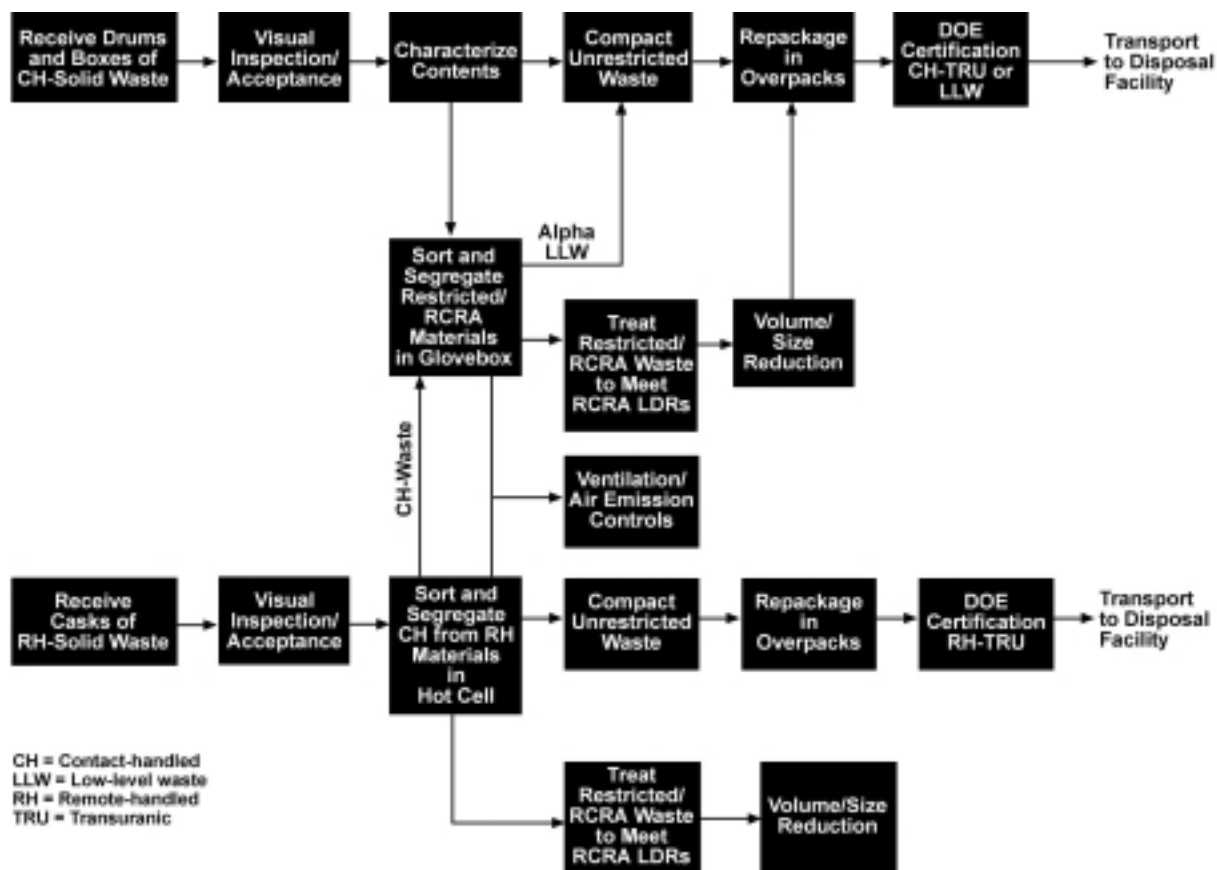 Receive Drums
and Boxes of
CH-Solid Waste
Visual
Inspection/
Acceptance
Characterize
Contents
Compact
Unrestricted
Waste
Repackage
in
Overpacks
DOE
Certification
CH-TRU or
LLW
Transport
to Disposal
Facility
Sort and
Segregate
Restricted/
RCRA
Materials
in Glovebox
Alpha
LLW
Treat
Restricted/
RCRA Waste
to Meet
RCRA LDRs
Volume/
Size
Reduction
CH-Waste
Ventilation/
Air Emission
Controls
Receive
Casks of
RH-Solid Waste
Visual
Inspection/
Acceptance
Sort and
Segregate
CH from RH
Materials
in
Hot Cell
Compact
Unrestricted
Waste
Repackage
in
Overpacks
DOE
Certification
RH-TRU
Transport
to Disposal
Facility
Treat
Restricted/
RCRA Waste
to Meet
RCRA LDRs
Volume/Size
Reduction
CH = Contact-handled
LLW = Low-level waste
RH = Remote-handled
TRU = Transuranic